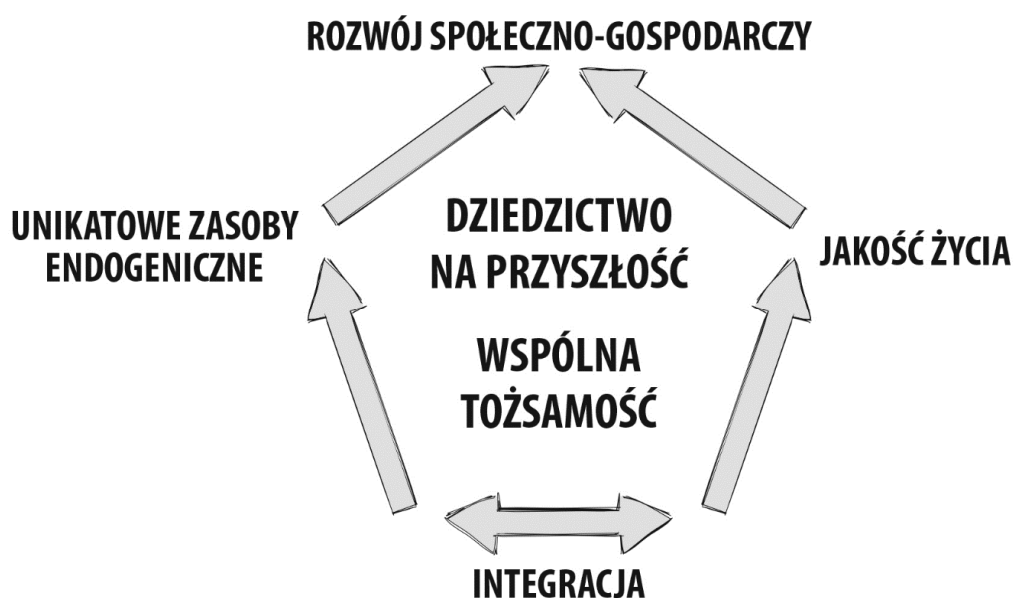 ROZWÓJ SPOŁECZNO-GOSPODARCZY
UNIKATOWE ZASOBY
ENDOGENICZNE
DZIEDZICTWO
NA PRZYSZŁOŚĆ
WSPÓLNA
TOŻSAMOŚĆ
JAKOŚĆ ŻYCIA
INTEGRACJA